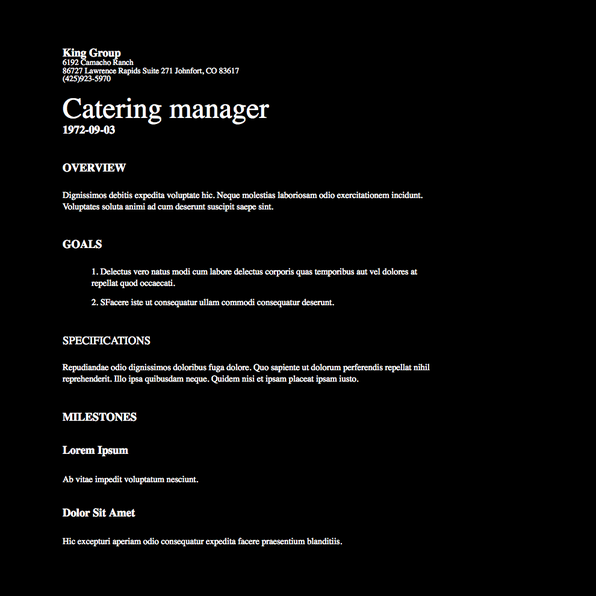 King Group
6192 Camacho Ranch
86727 Lawrence Rapids Suite 271 Johnfort, CO 83617
(425)923-5970
Catering manager
1972-09-03
OVERVIEW
Dignissimos debitis expedita voluptate hic. Neque molestias laboriosam odio exercitationem incidunt.
Voluptates soluta animi ad cum deserunt suscipit saepe sint.
GOALS
1. Delectus vero natus modi cum labore delectus corporis quas temporibus aut vel dolores at
repellat quod occaecati.
2. SFacere iste ut consequatur ullam commodi consequatur deserunt.
SPECIFICATIONS
Repudiandae odio dignissimos doloribus fuga dolore. Quo sapiente ut dolorum perferendis repellat nihil
reprehenderit. Illo ipsa quibusdam neque. Quidem nisi et ipsam placeat ipsam iusto.
MILESTONES
Lorem Ipsum
Ab vitae impedit voluptatum nesciunt.
Dolor Sit Amet
Hic excepturi aperiam odio consequatur expedita facere praesentium blanditiis.